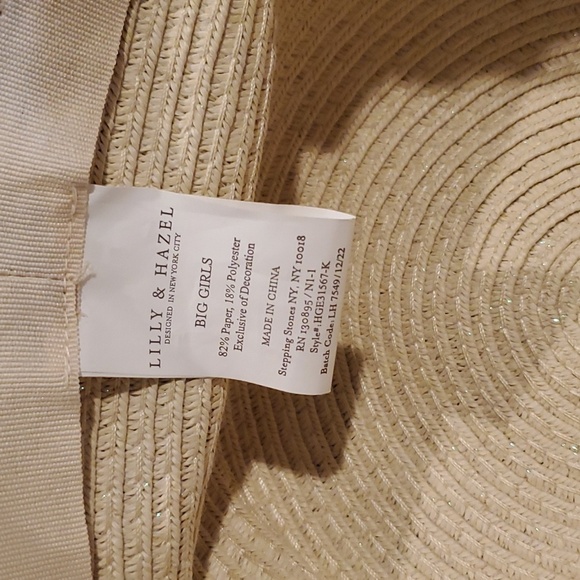 LILLY & HAZEL
DESIGNED IN NEW YORK CITY
BIG GIRLS
82% Paper, 18% Polyester
Exclusive of Decoration
MADE IN CHINA
Stepping Stones NY, NY 10018
RN 130895 / N1-1
Style#.HGE31567-K
Batch Code: LH 7549/12/22